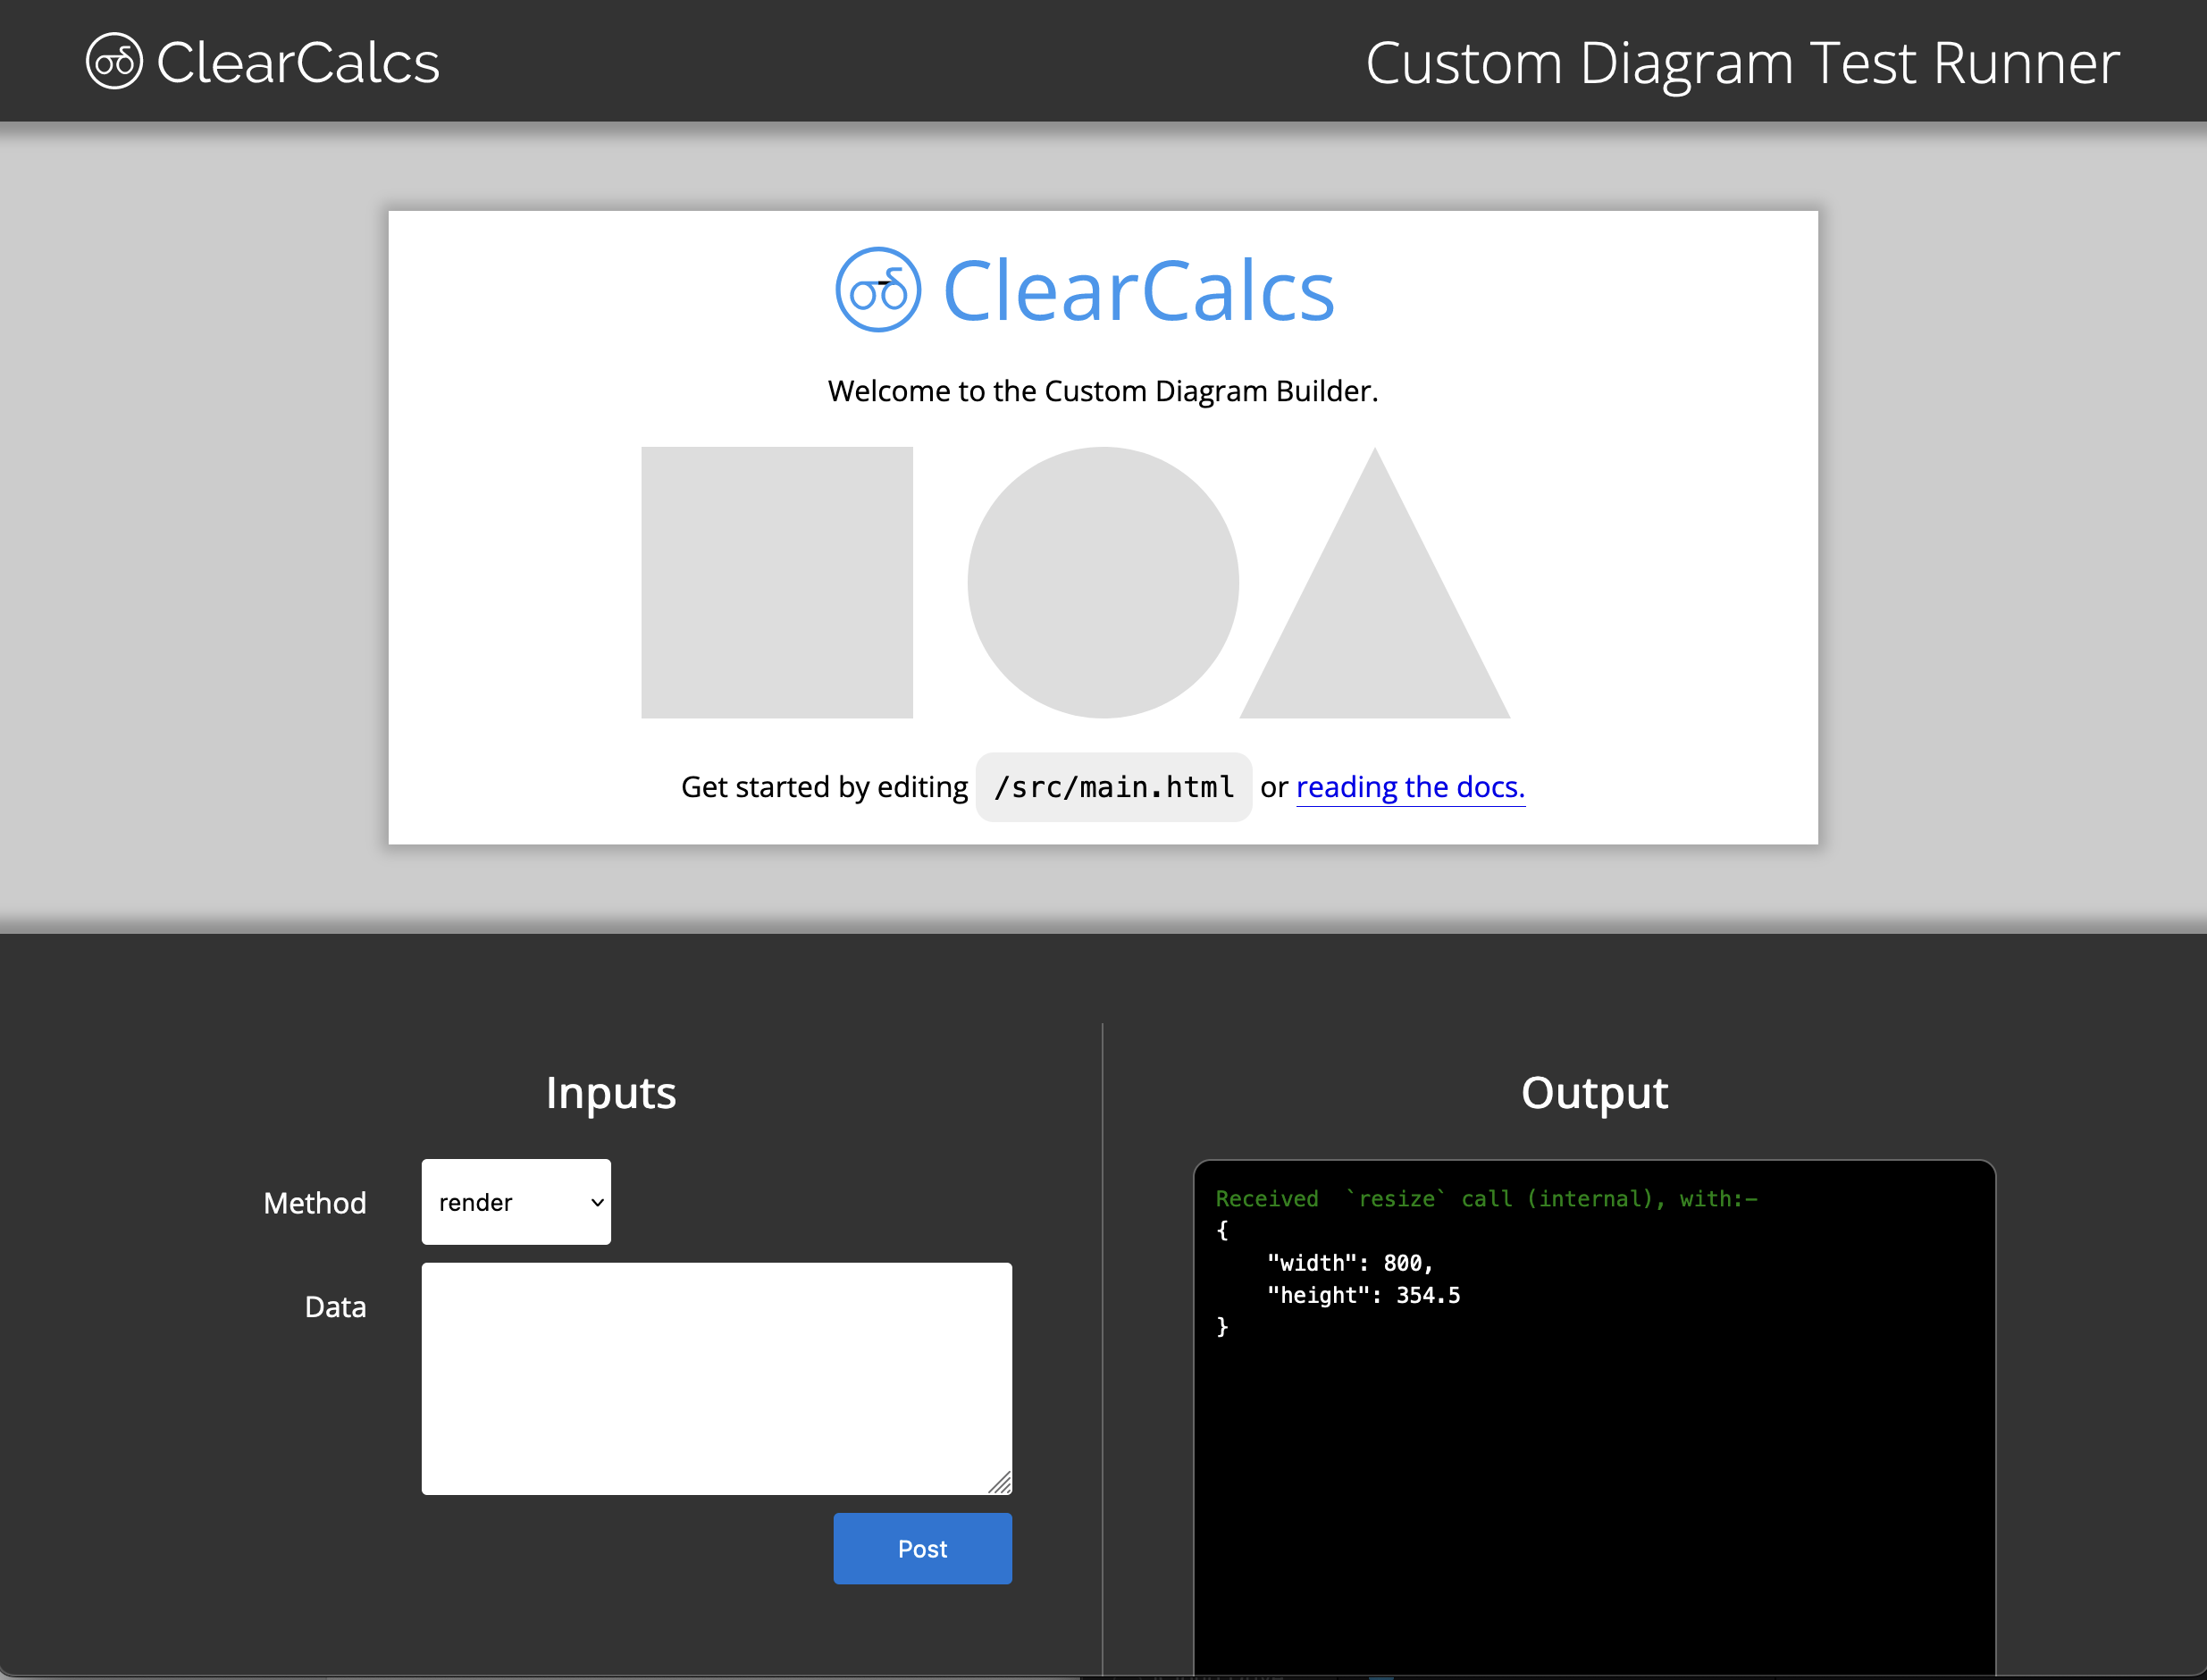 ClearCalcs
Custom Diagram Test Runner
ClearCalcs
Welcome to the Custom Diagram Builder.
Get started by editing /src/main.html or reading the docs.
Inputs
Method
render
Data
Post
Output
Received  `resize` call (internal), with:—
{
    "width": 800,
    "height": 354.5
}